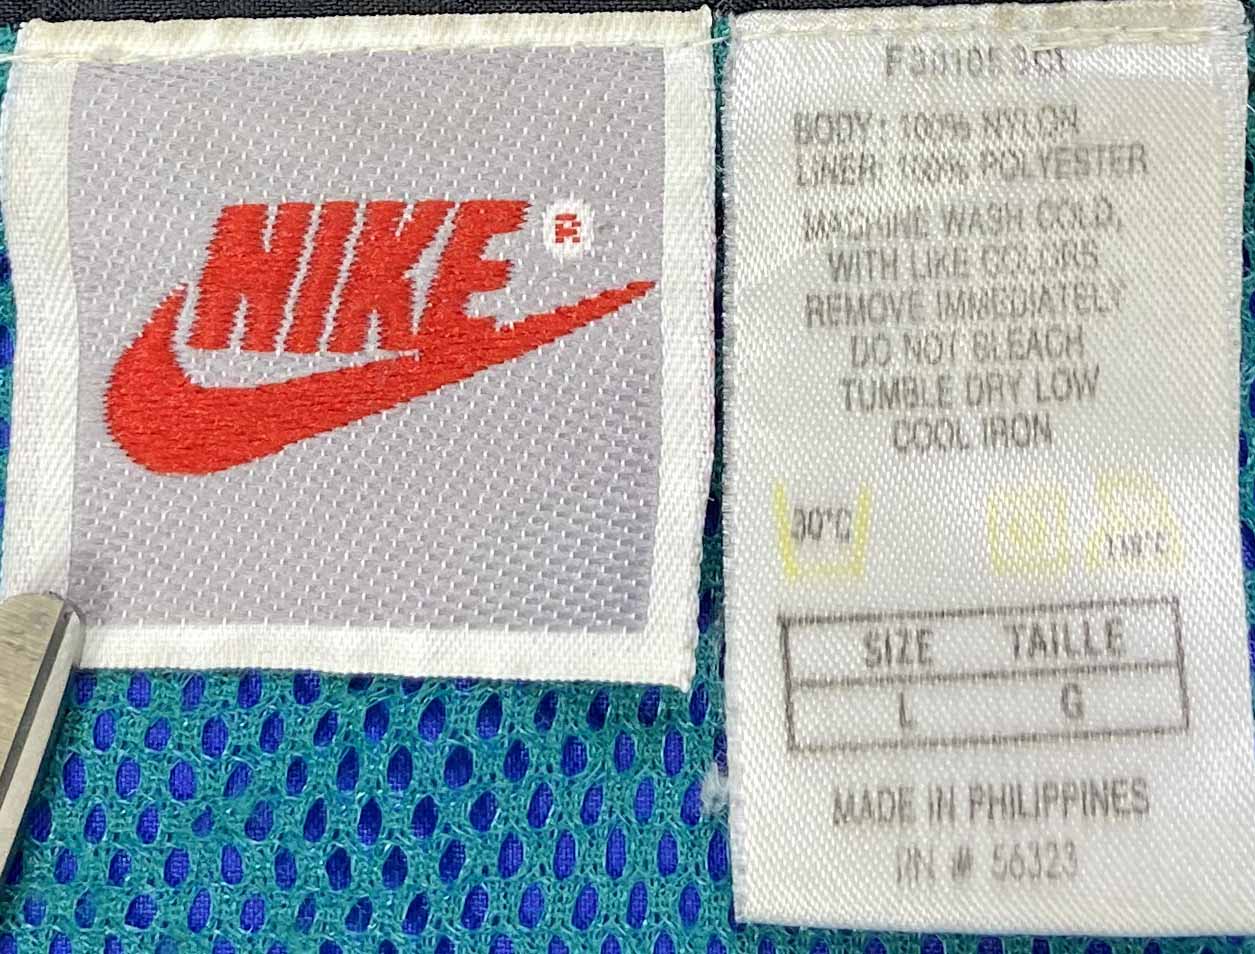 NIKE ®
BODY: 100% NYLON
LINER: 100% POLYESTER
MACHINE WASH COLD
WITH LIKE COLORS
REMOVE IMMEDIATELY
DO NOT BLEACH
TUMBLE DRY LOW
COOL IRON
30°C
110°C
SIZE TAILLE
L G
MADE IN PHILIPPINES
RN # 56323